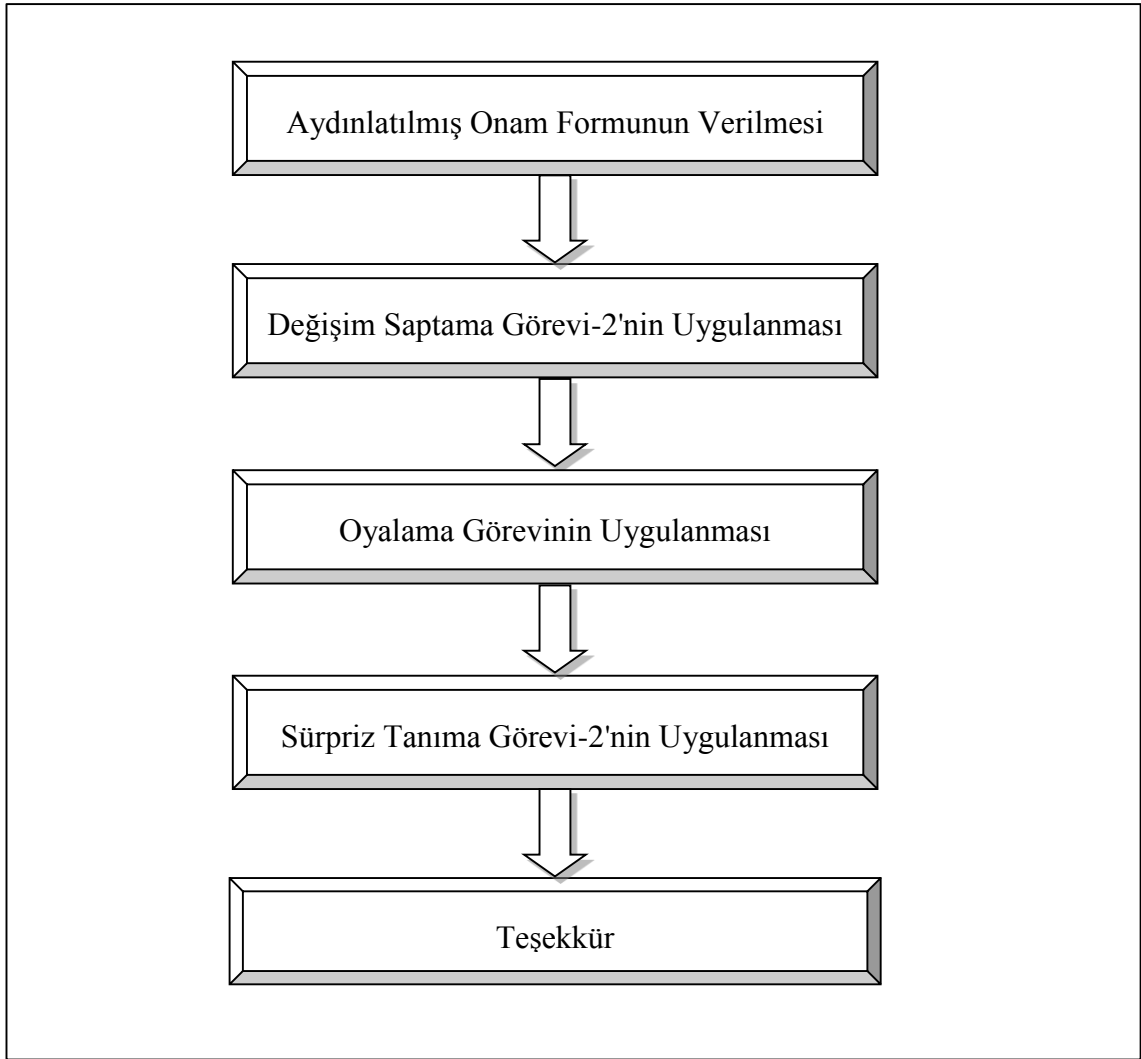 Aydınlatılmış Onam Formunun Verilmesi
Değişim Saptama Görevi-2'nin Uygulanması
Oyalama Görevinin Uygulanması
Sürpriz Tanıma Görevi-2'nin Uygulanması
Teşekkür